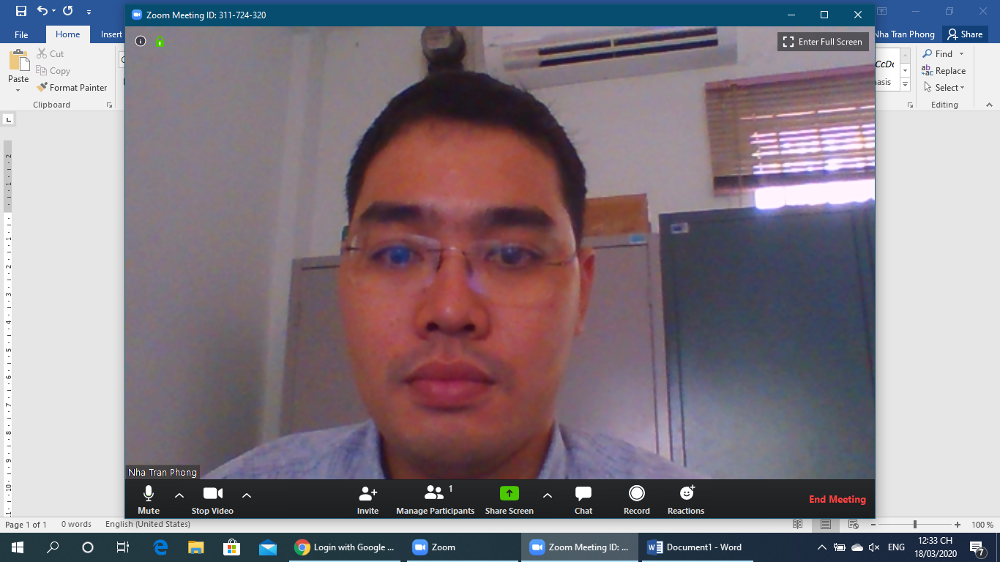 Zoom Meeting ID: 311-724-320
File
Home
Insert
Nha Tran Phong
Share
Enter Full Screen
Paste
Cut
Copy
Format Painter
Clipboard
Find
Replace
Select
Editing
Nha Tran Phong
Mute
Stop Video
Invite
1
Manage Participants
Share Screen
Chat
Record
Reactions
End Meeting
Page 1 of 1
0 words
English (United States)
100 %
Login with Google ...
Zoom
Zoom Meeting ID: ...
Document1 - Word
ENG
12:33 CH
18/03/2020
7